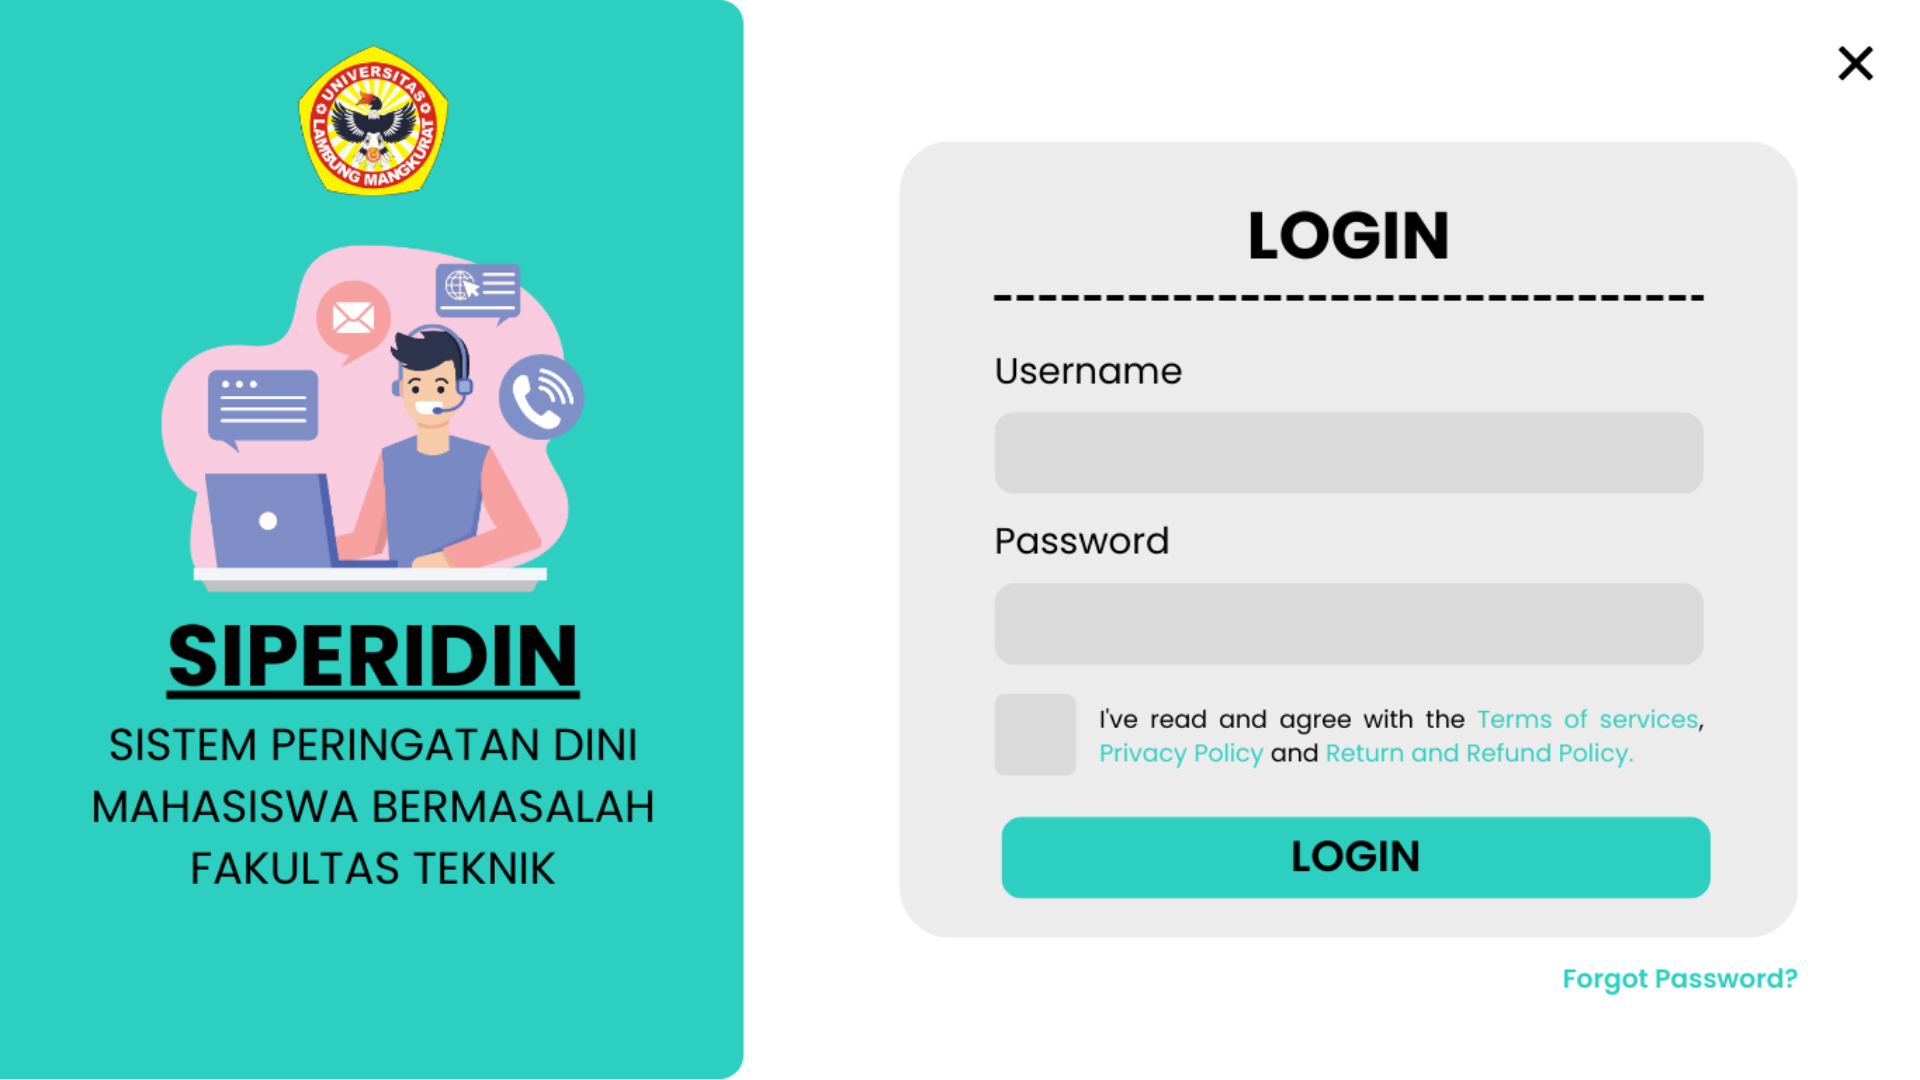 UNIVERSITAS
LAMBUNG MANGKURAT
SIPERIDIN
SISTEM PERINGATAN DINI
MAHASISWA BERMASALAH
FAKULTAS TEKNIK
LOGIN
Username
Password
I've read and agree with the Terms of services,
Privacy Policy and Return and Refund Policy.
LOGIN
Forgot Password?